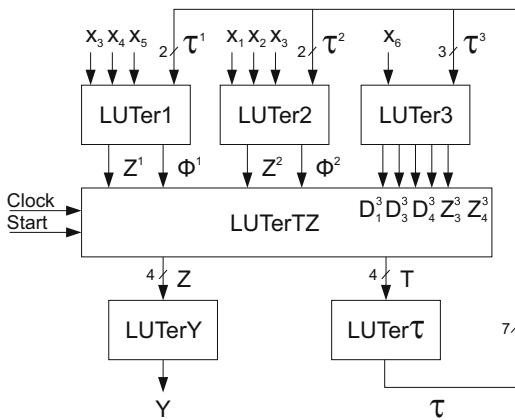 x₃ x₄ x₅ 2 τ¹ x₁ x₂ x₃ 2 τ² x₆ 3 τ³
LUTer1 LUTer2 LUTer3
Z¹ Φ¹ Z² Φ² D₁³ D₃³ D₄³ Z₃³ Z₄³
Clock
Start
LUTerTZ
4 Z 4 T
LUTerY LUTerτ 7
Y τ